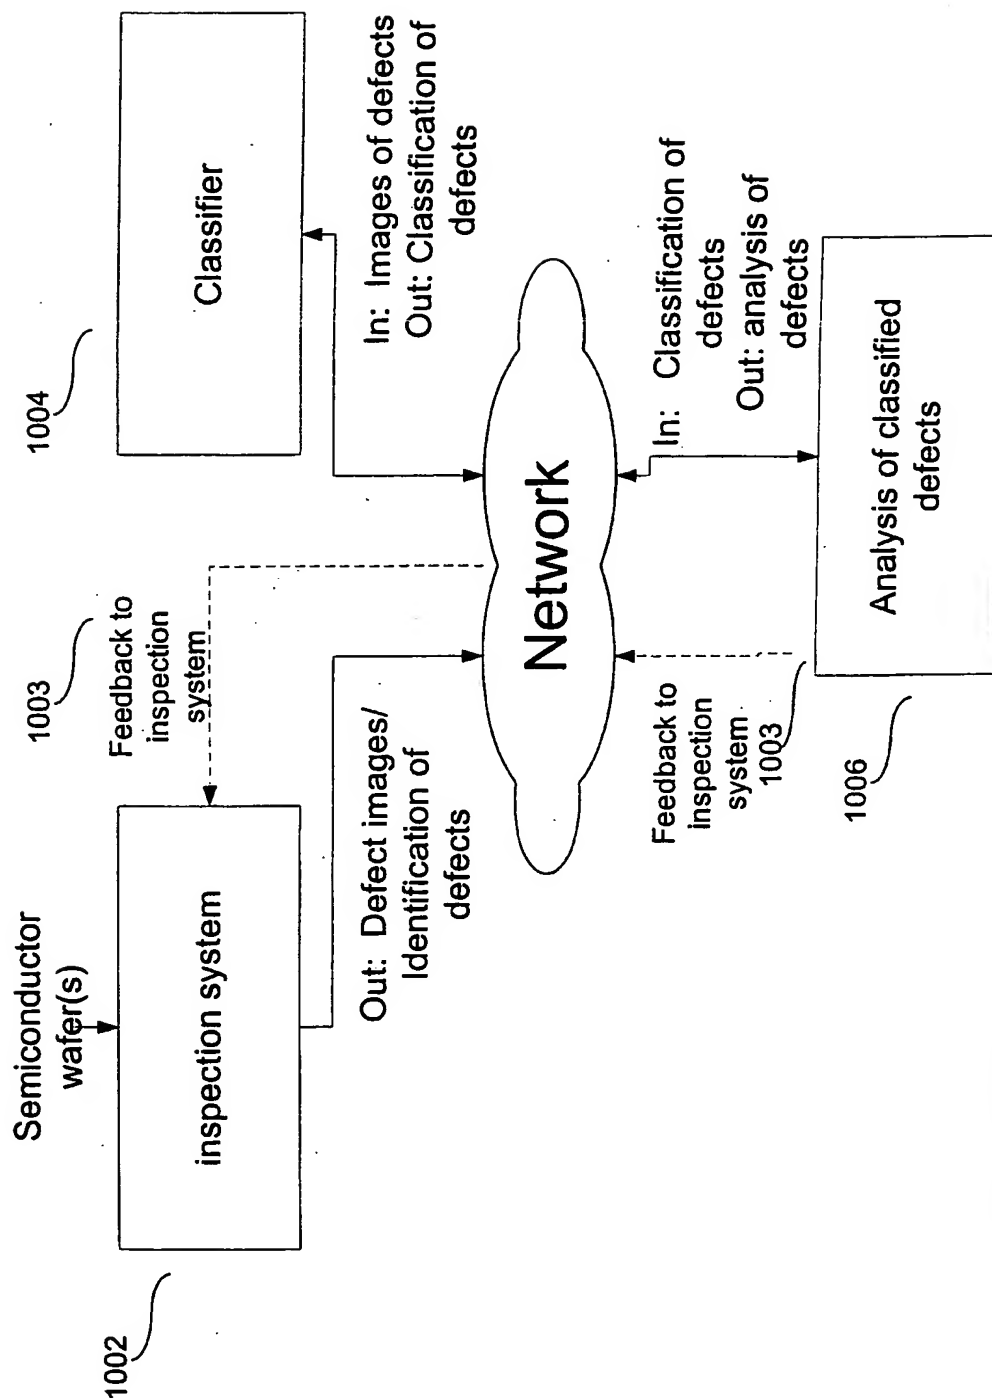 Semiconductor
wafer(s)
1002
inspection system
1003
Feedback to
inspection
system
1004
Classifier
Out: Defect images/
Identification of
defects
In: Images of defects
Out: Classification of
defects
Network
Feedback to
inspection
system
1003
In: Classification of
defects
Out: analysis of
defects
1006
Analysis of classified
defects